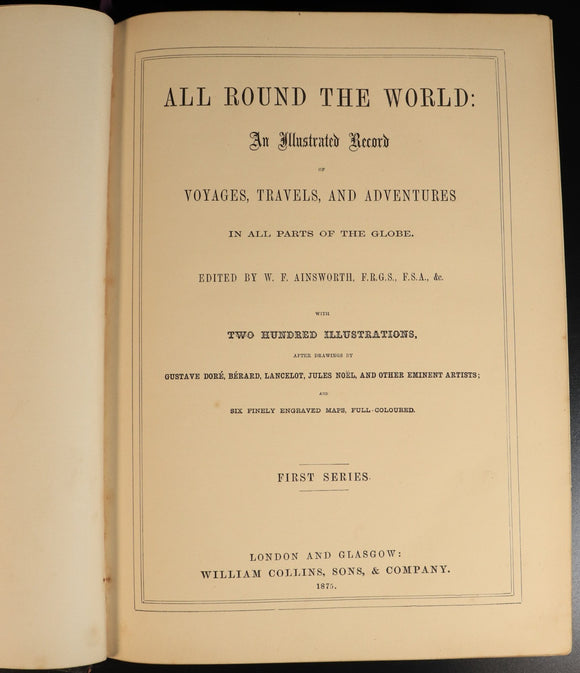 ALL ROUND THE WORLD:
An Illustrated Record
OF
VOYAGES, TRAVELS, AND ADVENTURES
IN ALL PARTS OF THE GLOBE.
EDITED BY W. F. AINSWORTH, F.R.G.S., F.S.A., &c.
WITH
TWO HUNDRED ILLUSTRATIONS,
AFTER DRAWINGS BY
GUSTAVE DORÉ, BÉRARD, LANCELOT, JULES NOËL, AND OTHER EMINENT ARTISTS;
AND
SIX FINELY ENGRAVED MAPS, FULL-COLOURED.
FIRST SERIES.
LONDON AND GLASGOW:
WILLIAM COLLINS, SONS, & COMPANY.
1875.